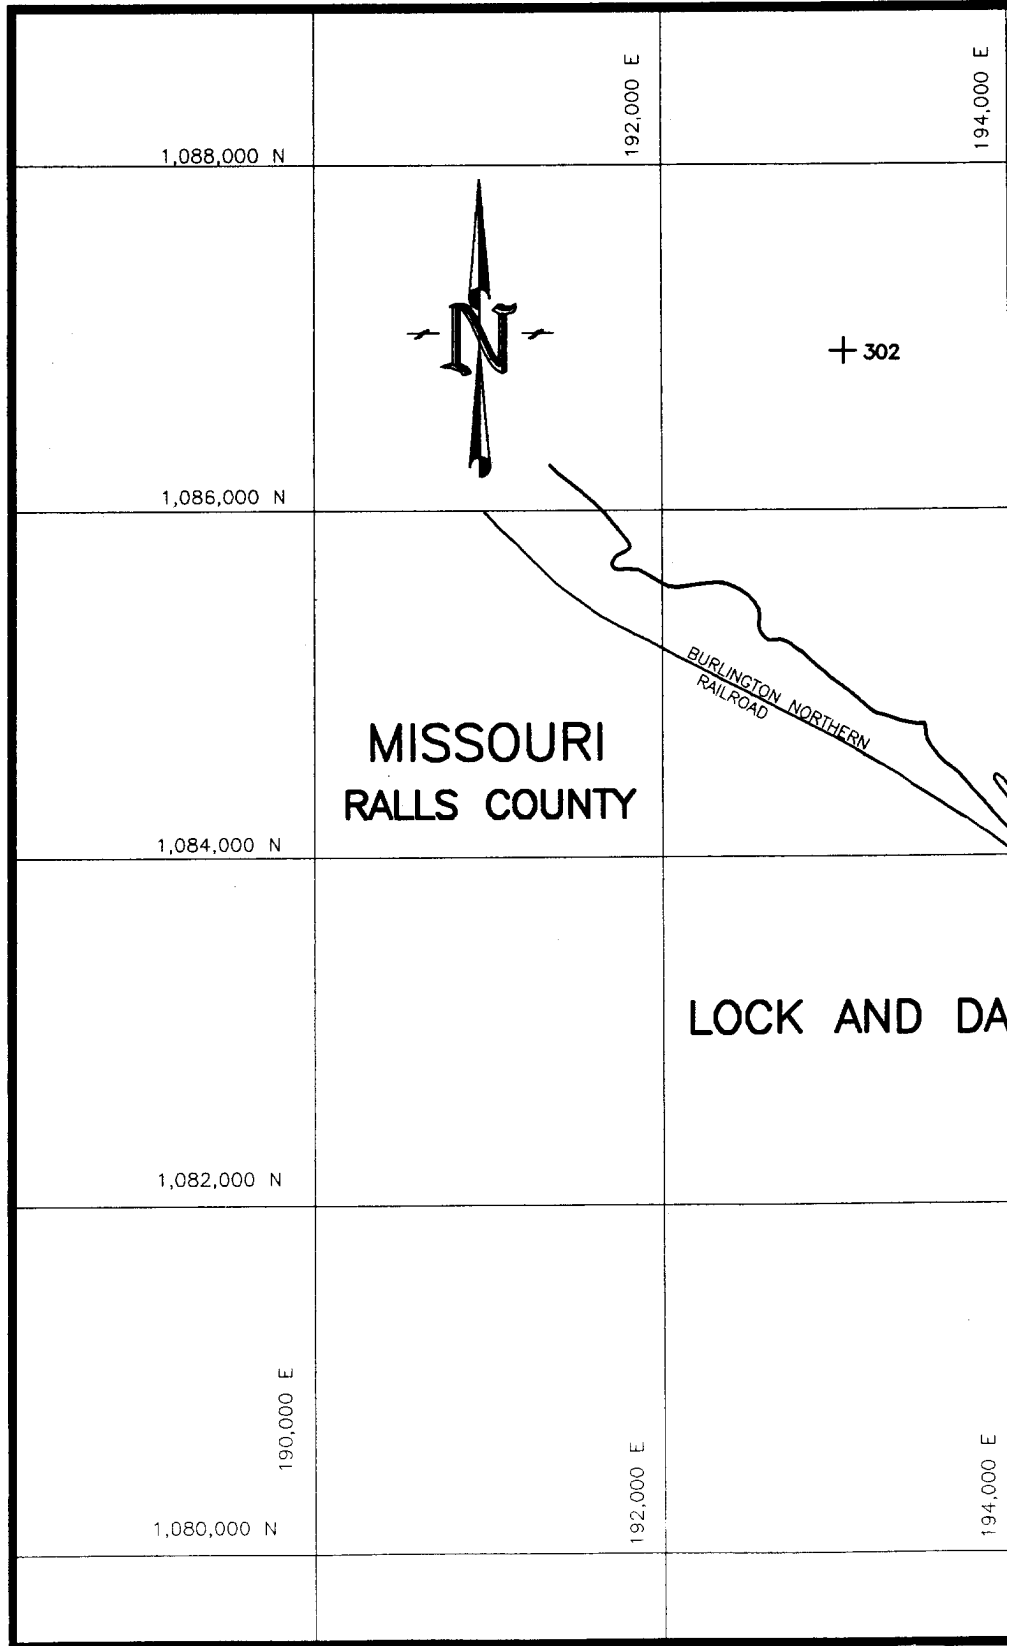 192,000 E
194,000 E
1,088,000 N
N
302
1,086,000 N
BURLINGTON NORTHERN
RAILROAD
MISSOURI
RALLS COUNTY
1,084,000 N
LOCK AND DA
1,082,000 N
190,000 E
192,000 E
194,000 E
1,080,000 N